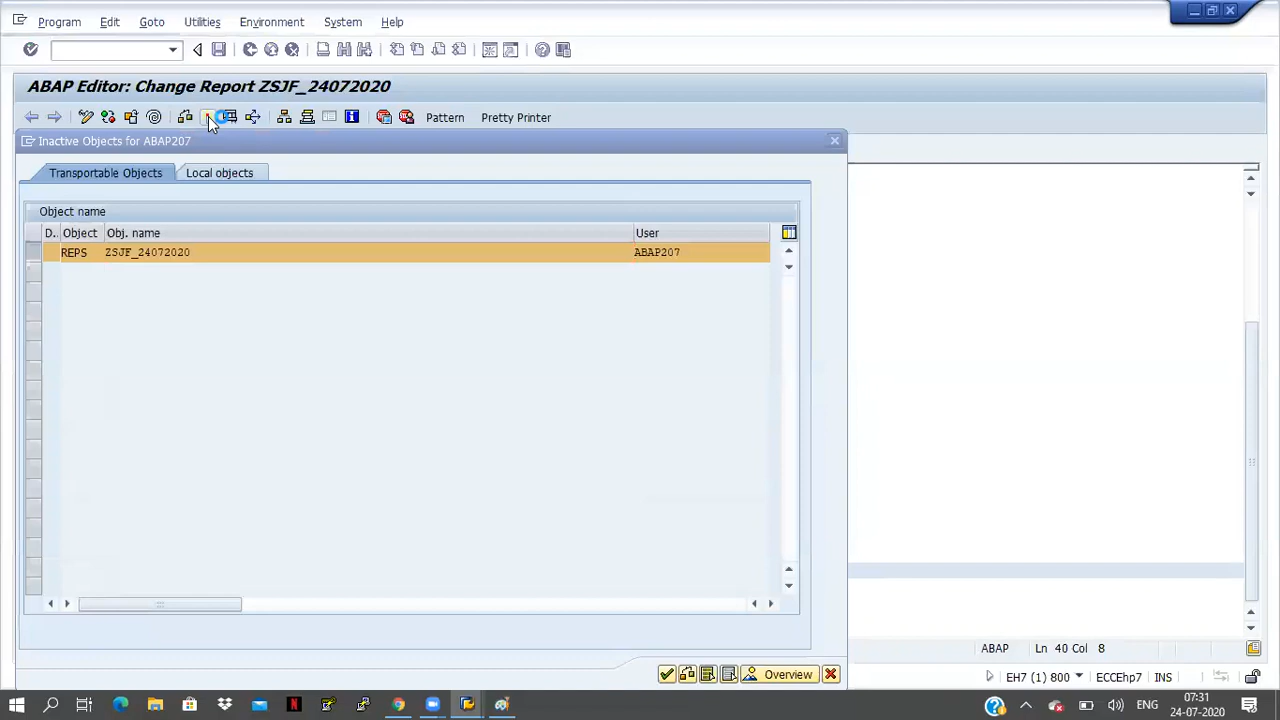 Program Edit Goto Utilities Environment System Help
ABAP Editor: Change Report ZSJF_24072020
Pattern Pretty Printer
Inactive Objects for ABAP207
Transportable Objects Local objects
Object name
D.. Object Obj. name User
REPS ZSJF_24072020 ABAP207
ABAP Ln 40 Col 8
Overview
EH7 (1) 800 ECCEhp7 INS
07:31
ENG
24-07-2020